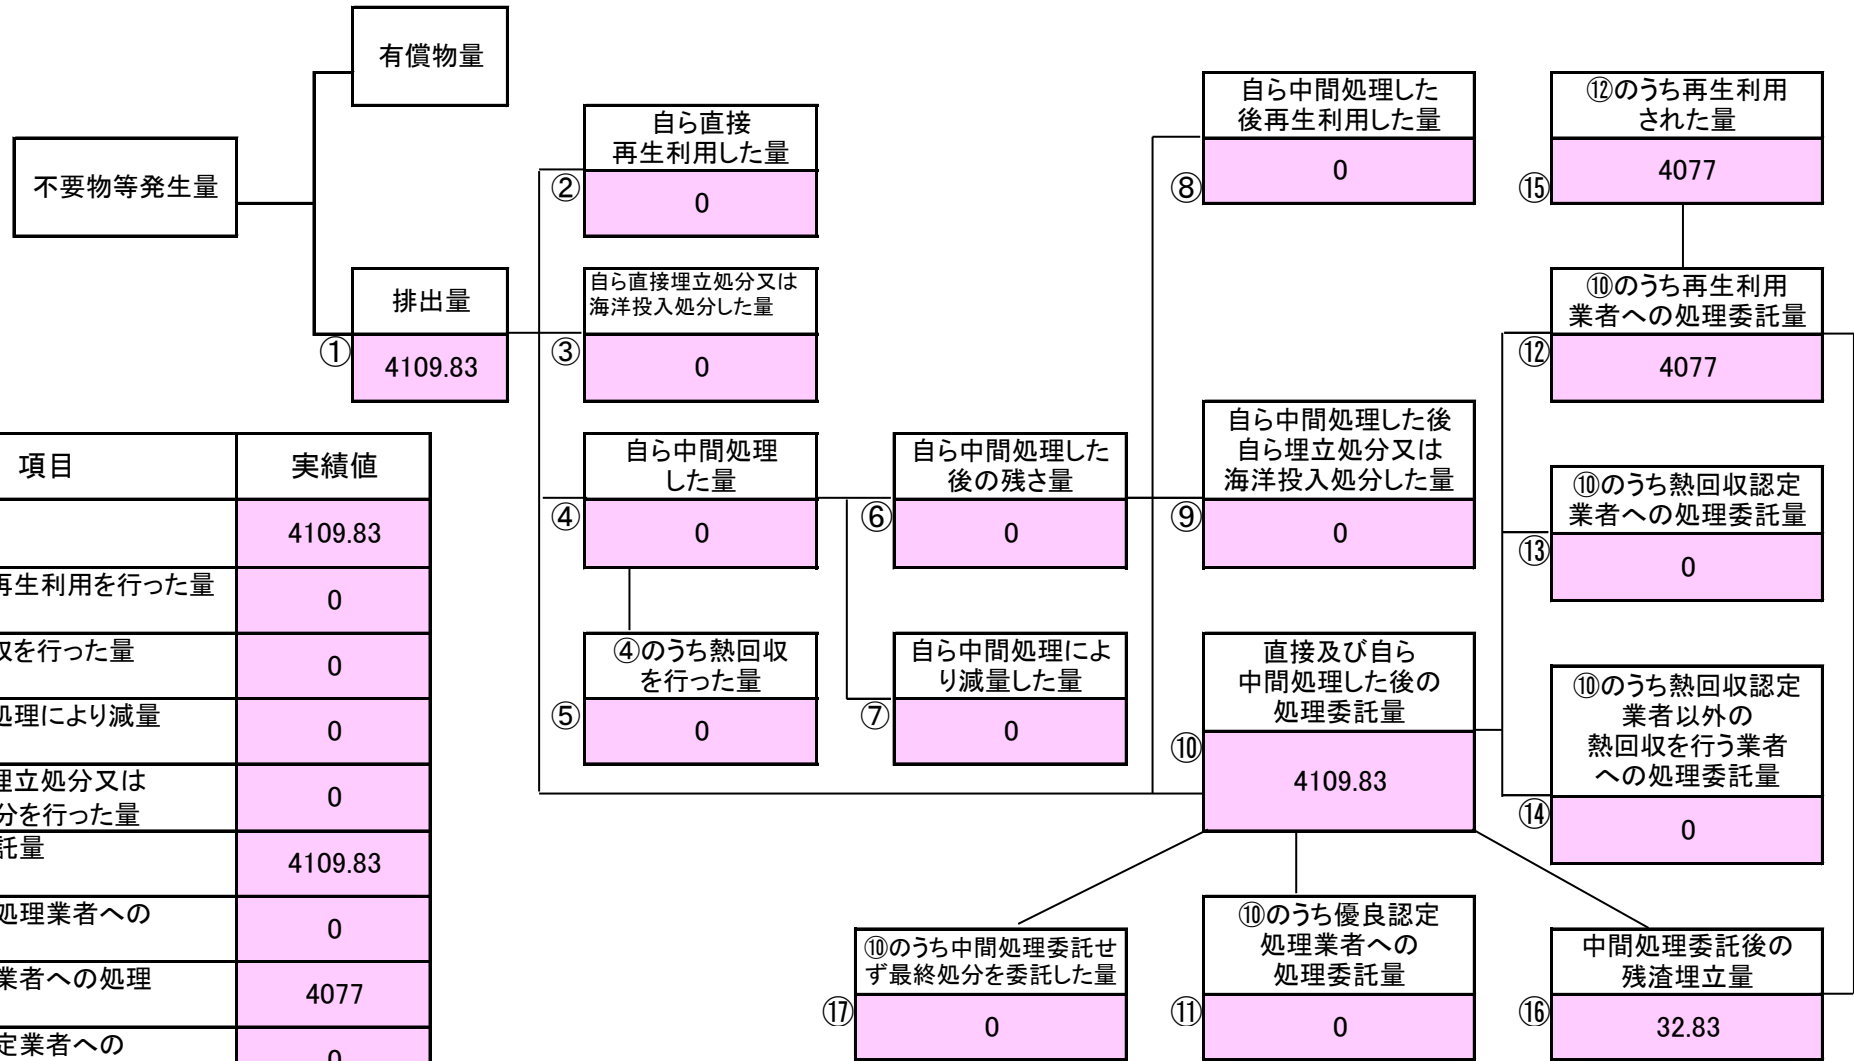 有償物量
不要物等発生量
排出量
①
4109.83
自ら直接
再生利用した量
②
0
自ら直接埋立処分又は
海洋投入処分した量
③
0
自ら中間処理
した量
④
0
④のうち熱回収
を行った量
⑤
0
自ら中間処理した
後の残さ量
⑥
0
自ら中間処理によ
り減量した量
⑦
0
自ら中間処理した
後再生利用した量
⑧
0
自ら中間処理した後
自ら埋立処分又は
海洋投入処分した量
⑨
0
直接及び自ら
中間処理した後の
処理委託量
⑩
4109.83
⑫のうち再生利用
された量
⑮
4077
⑩のうち再生利用
業者への処理委託量
⑫
4077
⑩のうち熱回収認定
業者への処理委託量
⑬
0
⑩のうち熱回収認定
業者以外の
熱回収を行う業者
への処理委託量
⑭
0
⑩のうち中間処理委託せ
ず最終処分を委託した量
⑰
0
⑩のうち優良認定
処理業者への
処理委託量
⑪
0
中間処理委託後の
残渣埋立量
⑯
32.83
項目 実績値
4109.83
再生利用を行った量
0
を行った量
0
処理により減量
0
埋立処分又は
分を行った量
0
託量
4109.83
処理業者への
0
業者への処理
4077
定業者への
0